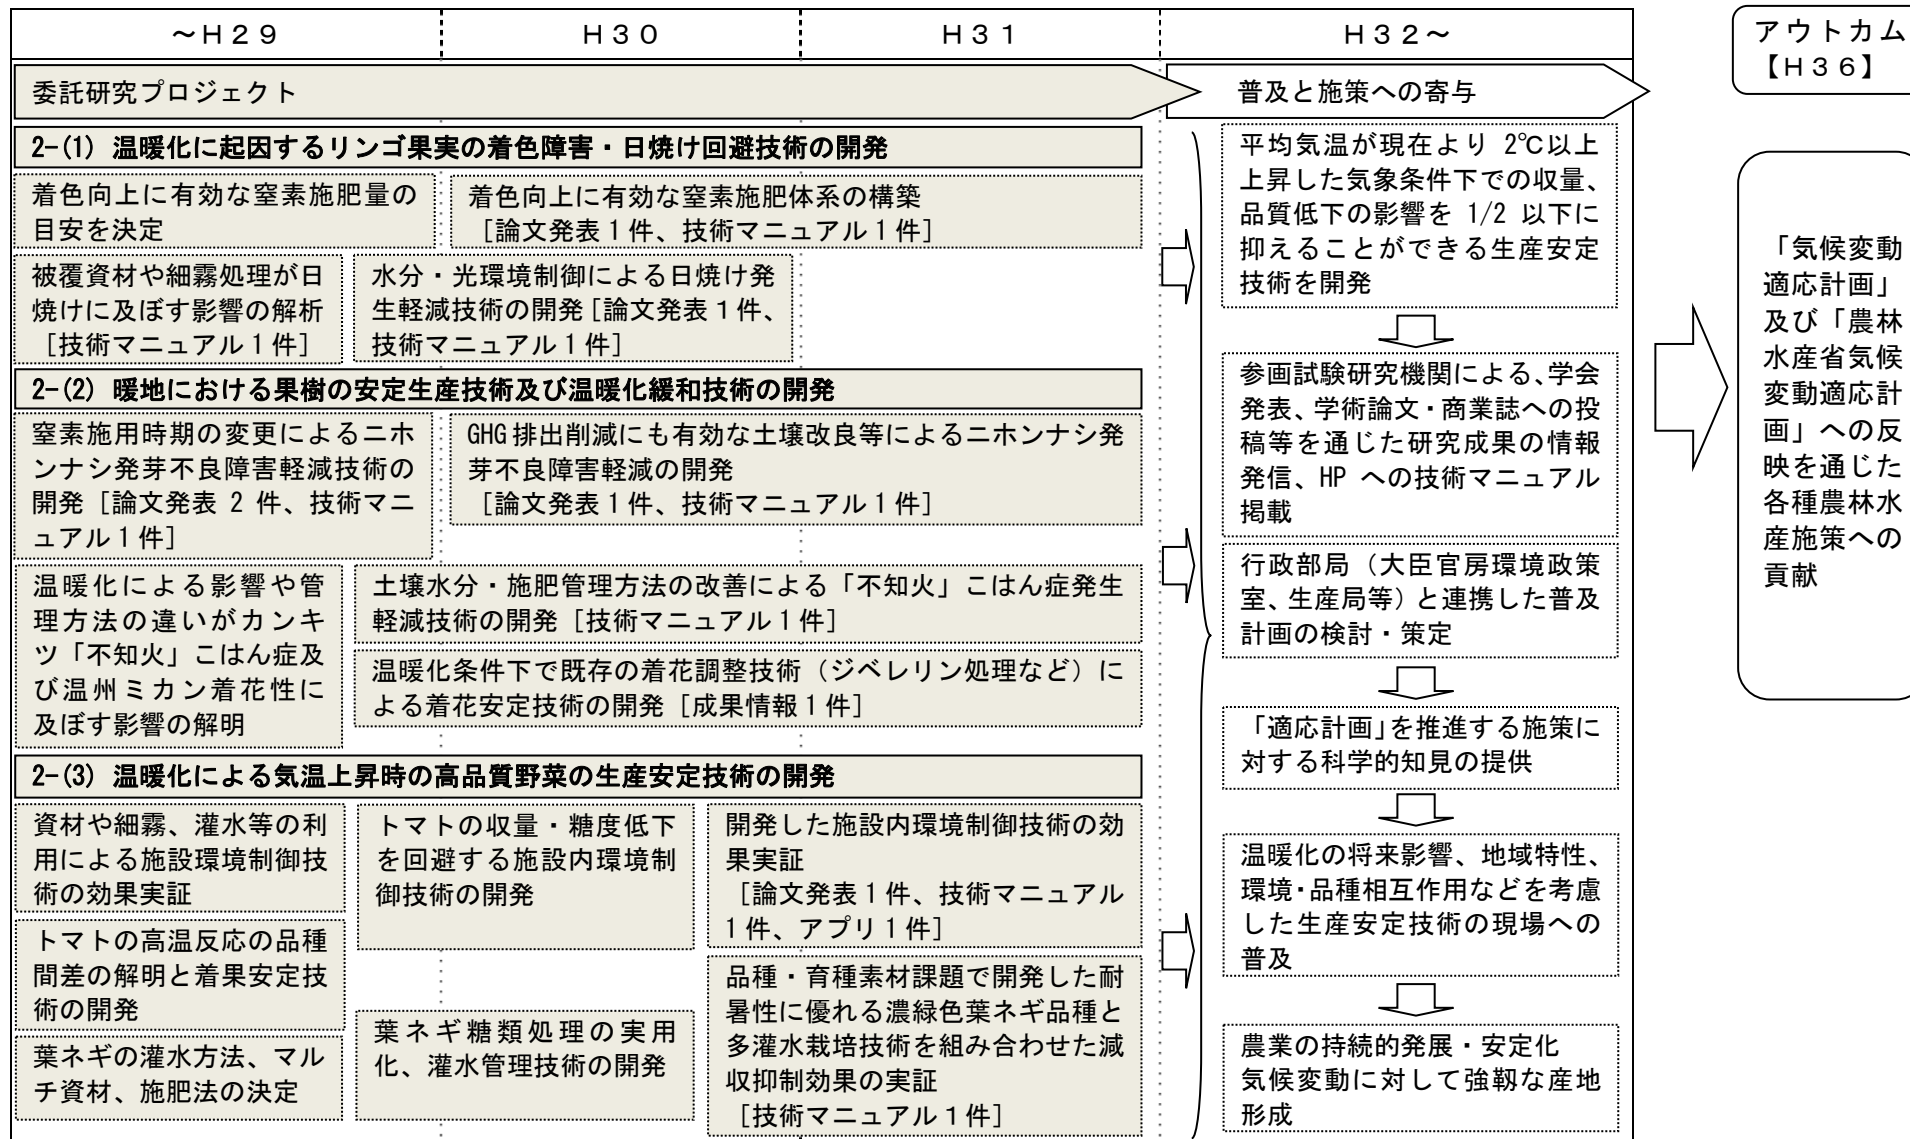 ～H２９
H３０
H３１
H３２～
アウトカム
【H３６】
委託研究プロジェクト
普及と施策への寄与
2-(1) 温暖化に起因するリンゴ果実の着色障害・日焼け回避技術の開発
着色向上に有効な窒素施肥量の
目安を決定
着色向上に有効な窒素施肥体系の構築
［論文発表１件、技術マニュアル１件］
被覆資材や細霧処理が日
焼けに及ぼす影響の解析
［技術マニュアル１件］
水分・光環境制御による日焼け発
生軽減技術の開発［論文発表１件、
技術マニュアル１件］
2-(2) 暖地における果樹の安定生産技術及び温暖化緩和技術の開発
窒素施用時期の変更によるニホ
ンナシ発芽不良障害軽減技術の
開発［論文発表 2 件、技術マニ
ュアル１件］
GHG排出削減にも有効な土壌改良等によるニホンナシ発
芽不良障害軽減の開発
［論文発表１件、技術マニュアル１件］
温暖化による影響や管
理方法の違いがカンキ
ツ「不知火」こはん症及
び温州ミカン着花性に
及ぼす影響の解明
土壌水分・施肥管理方法の改善による「不知火」こはん症発生
軽減技術の開発［技術マニュアル１件］
温暖化条件下で既存の着花調整技術（ジベレリン処理など）に
よる着花安定技術の開発［成果情報１件］
2-(3) 温暖化による気温上昇時の高品質野菜の生産安定技術の開発
資材や細霧、灌水等の利
用による施設環境制御技
術の効果実証
トマトの高温反応の品種
間差の解明と着果安定技
術の開発
葉ネギの灌水方法、マル
チ資材、施肥法の決定
トマトの収量・糖度低下
を回避する施設内環境制
御技術の開発
葉ネギ糖類処理の実用
化、灌水管理技術の開発
開発した施設内環境制御技術の効
果実証
［論文発表１件、技術マニュアル
１件、アプリ１件］
品種・育種素材課題で開発した耐
暑性に優れる濃緑色葉ネギ品種と
多灌水栽培技術を組み合わせた減
収抑制効果の実証
［技術マニュアル１件］
平均気温が現在より 2℃以上
上昇した気象条件下での収量、
品質低下の影響を 1/2 以下に
抑えることができる生産安定
技術を開発
参画試験研究機関による、学会
発表、学術論文・商業誌への投
稿等を通じた研究成果の情報
発信、HP への技術マニュアル
掲載
行政部局（大臣官房環境政策
室、生産局等）と連携した普及
計画の検討・策定
「適応計画」を推進する施策に
対する科学的知見の提供
温暖化の将来影響、地域特性、
環境・品種相互作用などを考慮
した生産安定技術の現場への
普及
農業の持続的発展・安定化
気候変動に対して強靱な産地
形成
「気候変動
適応計画」
及び「農林
水産省気候
変動適応計
画」への反
映を通じた
各種農林水
産施策への
貢献